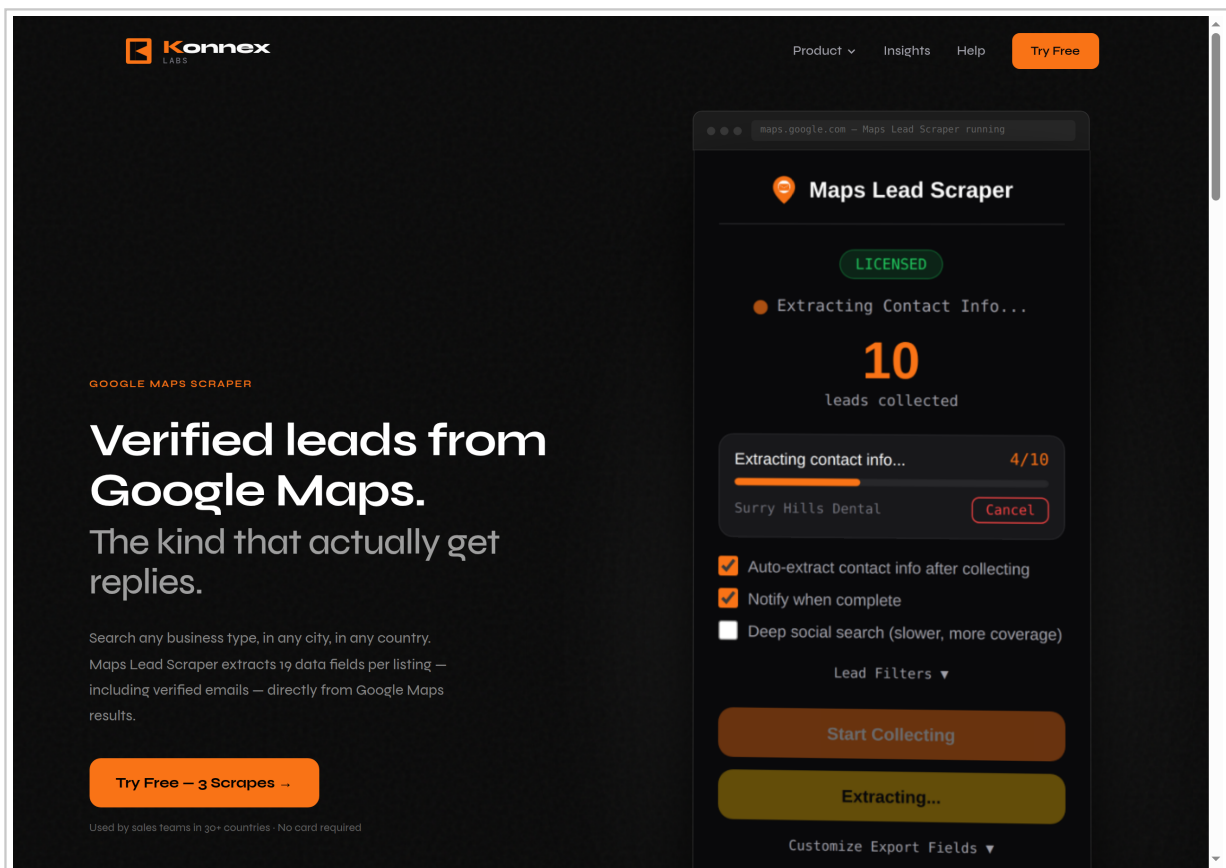 Konnex
LABS
Product
Insights
Help
Try Free
maps.google.com — Maps Lead Scraper running
Maps Lead Scraper
LICENSED
Extracting Contact Info...
10
leads collected
Extracting contact info...
4/10
Surry Hills Dental
Cancel
Auto-extract contact info after collecting
Notify when complete
Deep social search (slower, more coverage)
Lead Filters ▼
Start Collecting
Extracting...
Customize Export Fields ▼
GOOGLE MAPS SCRAPER
Verified leads from
Google Maps.
The kind that actually get
replies.
Search any business type, in any city, in any country.
Maps Lead Scraper extracts 19 data fields per listing —
including verified emails — directly from Google Maps
results.
Try Free — 3 Scrapes →
Used by sales teams in 30+ countries · No card required